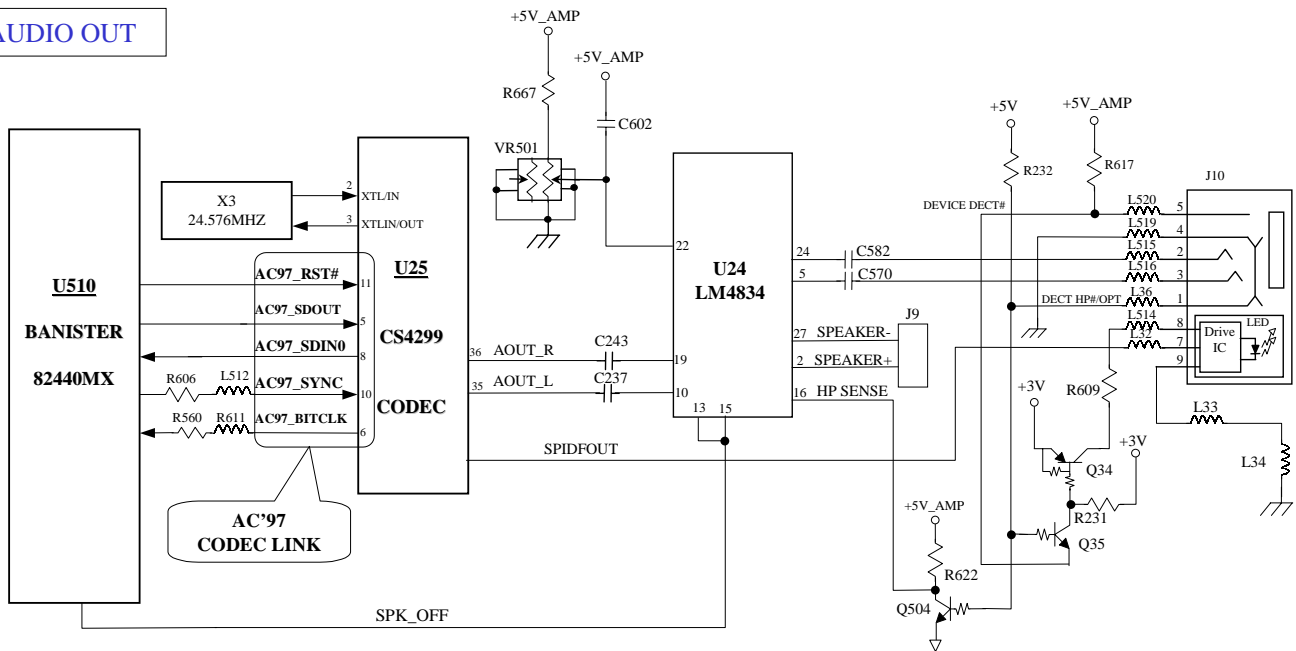 AUDIO OUT
+5V_AMP
+5V_AMP
R667
C602
VR501
+5V
+5V_AMP
R232
R617
J10
DEVICE DECT#
L520
5
L519
4
L515
2
L516
3
DECT HP#/OPT
L36
1
L514
8
L32
7
9
Drive
IC
LED
X3
24.576MHZ
2
XTL/IN
3
XTLIN/OUT
22
24
C582
5
C570
U24
LM4834
U510
BANISTER
82440MX
U25
CS4299
CODEC
AC97_RST#
11
AC97_SDOUT
5
AC97_SDIN0
8
R606
L512
AC97_SYNC
10
R560
R611
AC97_BITCLK
6
36
AOUT_R
C243
19
35
AOUT_L
C237
10
27
SPEAKER-
2
SPEAKER+
J9
16
HP SENSE
13
15
+3V
R609
+3V
L33
L34
Q34
R231
Q35
SPIDFOUT
AC’97
CODEC LINK
+5V_AMP
R622
Q504
SPK_OFF